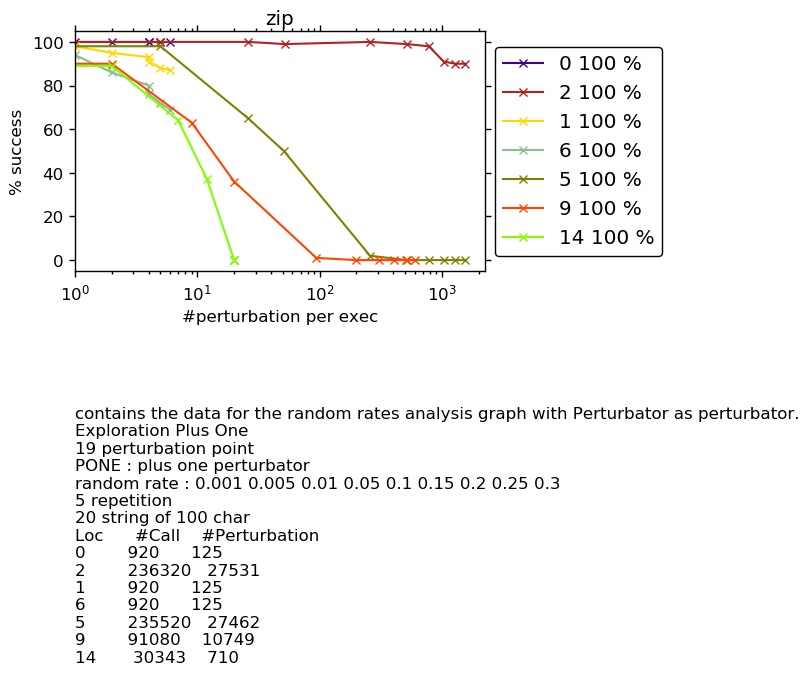 zip
100
80
60
40
20
0
% success
10^0
10^1
10^2
10^3
#perturbation per exec
0 100 %
2 100 %
1 100 %
6 100 %
5 100 %
9 100 %
14 100 %
contains the data for the random rates analysis graph with Perturbator as perturbator.
Exploration Plus One
19 perturbation point
PONE : plus one perturbator
random rate : 0.001 0.005 0.01 0.05 0.1 0.15 0.2 0.25 0.3
5 repetition
20 string of 100 char
Loc #Call #Perturbation
0 920 125
2 236320 27531
1 920 125
6 920 125
5 235520 27462
9 91080 10749
14 30343 710